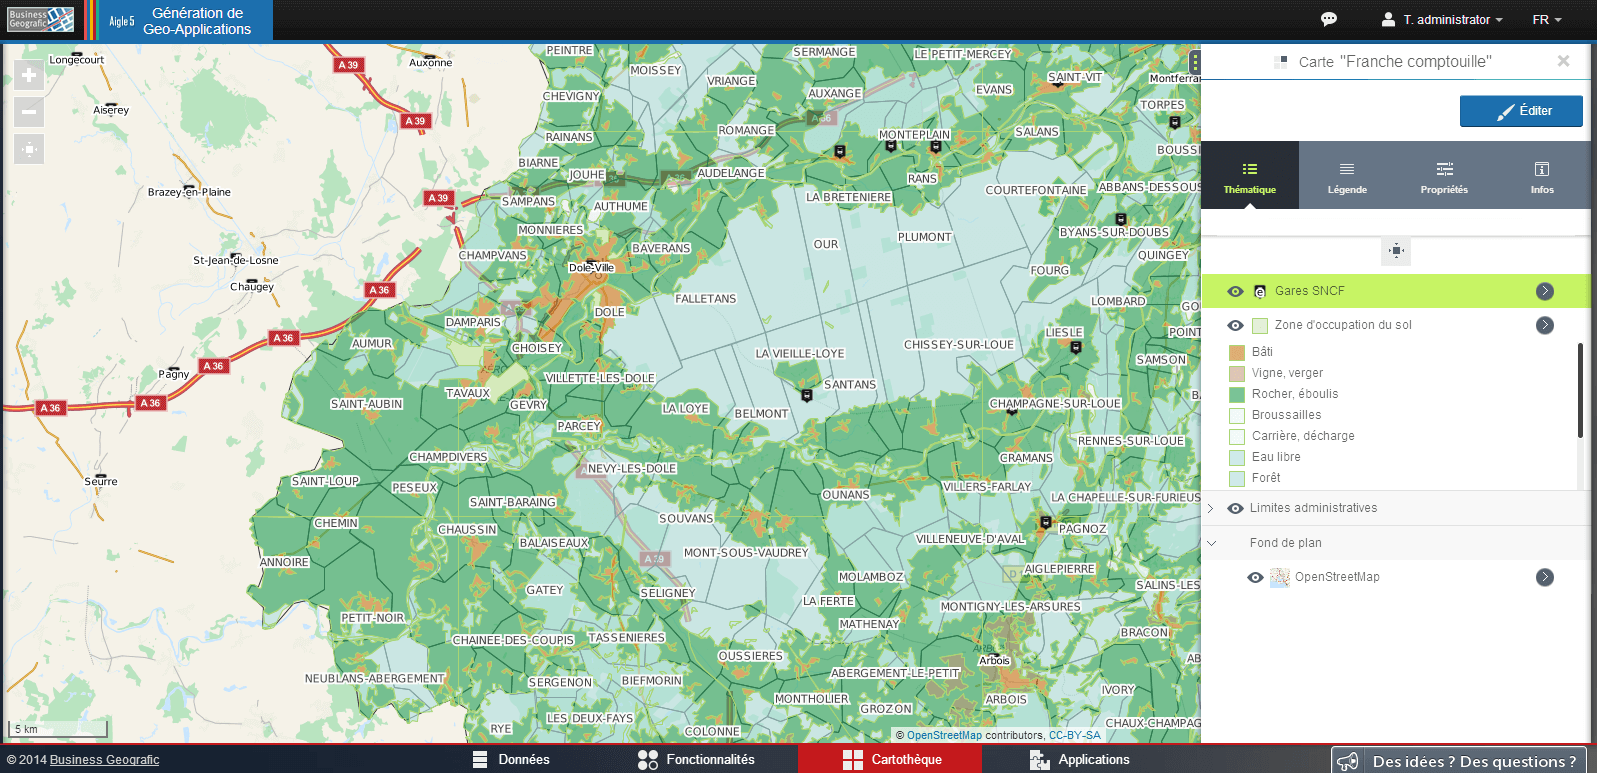 Business
Geografic
Aigle 5
Génération de
Geo-Applications
T. administrator
FR
Longecourt
Auxonne
Aiserey
Brazey-en-Plaine
St-Jean-de-Losne
Chaugey
Pagny
Seurre
A 39
A 39
A 39
A 36
A 36
A 36
A 36
A 36
PEINTRE
MOISSEY
SERMANGE
LE PETIT-MERCEY
VRIANGE
CHEVIGNY
AUXANGE
EVANS
SAINT-VIT
Montferra
TORPES
A 36
ROMANGE
RAINANS
MONTEPLAIN
SALANS
BOUSSI
BIARNE
JOUHE
AUDELANGE
RANS
COURTEFONTAINE
ABBANS-DESSOUS
SAMPANS
AUTHUME
LA BRETENIERE
MONNIERES
BAVERANS
OUR
PLUMONT
BYANS-SUR-DOUBS
CHAMPVANS
QUINGEY
Dole-Ville
FOURG
FALLETANS
LOMBARD
DAMPARIS
DOLE
LIESLE
POINT
AUMUR
CHOISEY
LA VIEILLE-LOYE
CHISSEY-SUR-LOUE
SAMSON
TAVAUX
VILLETTE-LES-DOLE
SANTANS
SAINT-AUBIN
GEVRY
LA LOYE
BELMONT
CHAMPAGNE-SUR-LOUE
PARCEY
RENNES-SUR-LOUE
CHAMPDIVERS
NEVY-LES-DOLE
CRAMANS
SAINT-LOUP
PESEUX
OUNANS
VILLERS-FARLAY
LA CHAPELLE-SUR-FURIEUS
SAINT-BARAING
CHEMIN
SOUVANS
CHAUSSIN
PAGNOZ
BALAISEAUX
VILLENEUVE-D'AVAL
ANNOIRE
A 39
MONT-SOUS-VAUDREY
AIGLEPIERRE
MOLAMBOZ
SALINS-LES
GATEY
SELIGNEY
LA FERTE
MONTIGNY-LES-ARSURES
PETIT-NOIR
MATHENAY
BRACON
CHAINEE-DES-COUPIS
TASSENIERES
OUSSIERES
Arbois
NEUBLANS-ABERGEMENT
SERGENON
BIEFMORIN
ABERGEMENT-LE-PETIT
IVORY
MONTHOLIER
ARBOIS
GROZON
LES DEUX-FAYS
CHAUX-CHAMPAG
RYE
COLONNE
5 km
© OpenStreetMap contributors, CC-BY-SA
Carte "Franche comptouille"
Éditer
Thématique
Légende
Propriétés
Infos
Gares SNCF
Zone d'occupation du sol
Bâti
Vigne, verger
Rocher, éboulis
Broussailles
Carrière, décharge
Eau libre
Forêt
Limites administratives
Fond de plan
OpenStreetMap
© 2014 Business Geografic
Données
Fonctionnalités
Cartothèque
Applications
Des idées ? Des questions ?